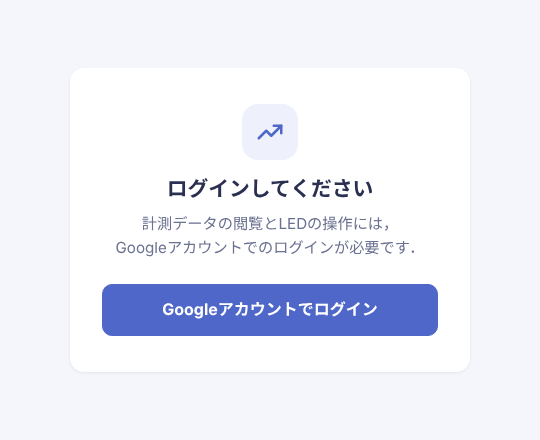 ログインしてください
計測データの閲覧とLEDの操作には，
Googleアカウントでのログインが必要です．
Googleアカウントでログイン